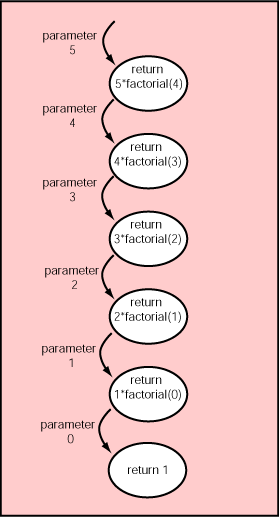 parameter
5
return
5*factorial(4)
parameter
4
return
4*factorial(3)
parameter
3
return
3*factorial(2)
parameter
2
return
2*factorial(1)
parameter
1
return
1*factorial(0)
parameter
0
return 1